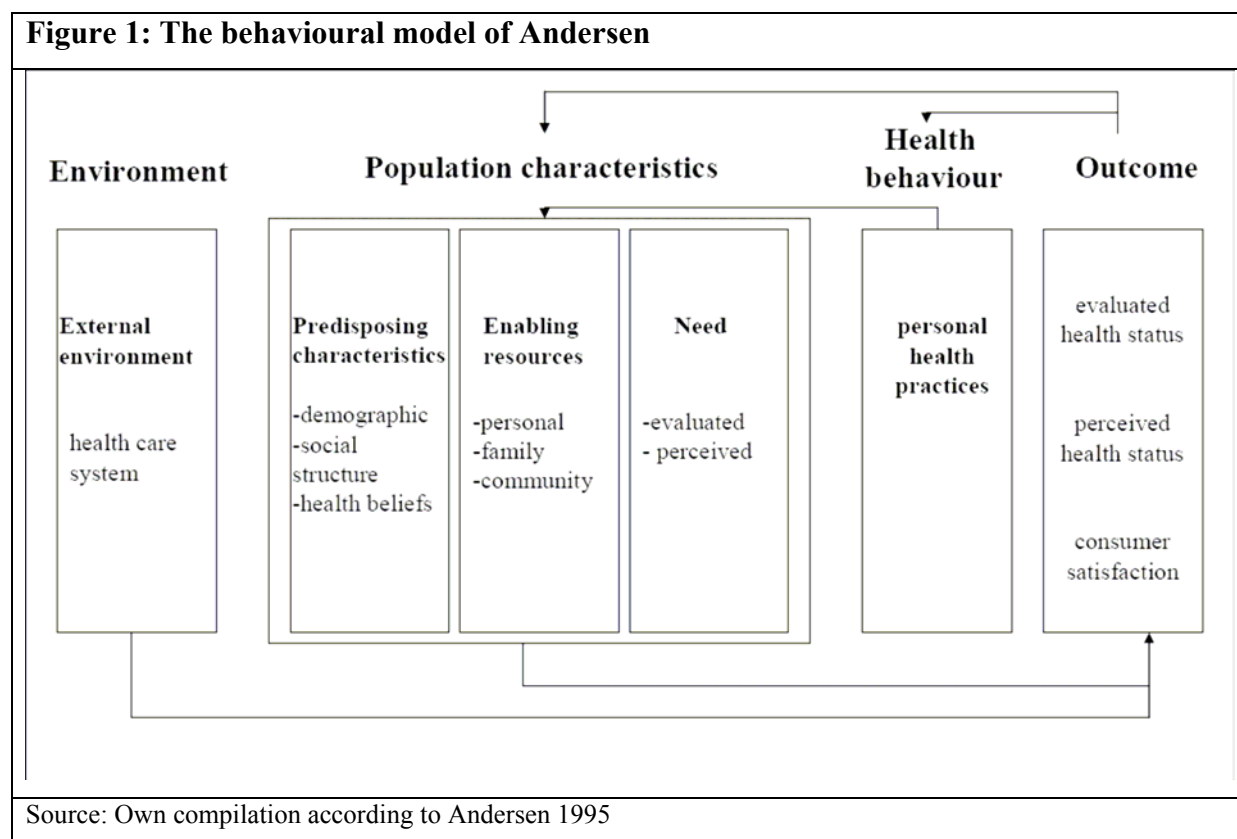 Figure 1: The behavioural model of Andersen
Environment
Population characteristics
Health
behaviour
Outcome
External
environment
health care
system
Predisposing
characteristics
-demographic
-social
structure
-health beliefs
Enabling
resources
-personal
-family
-community
Need
-evaluated
- perceived
personal
health
practices
evaluated
health status
perceived
health status
consumer
satisfaction
Source: Own compilation according to Andersen 1995